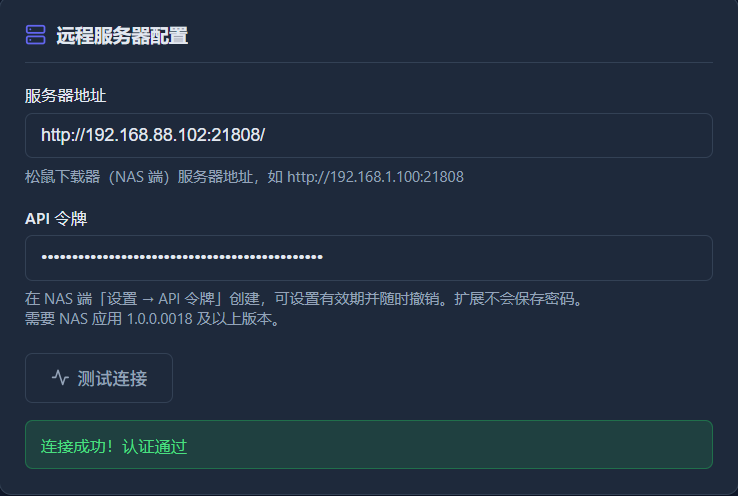 远程服务器配置
服务器地址
http://192.168.88.102:21808/
松鼠下载器（NAS 端）服务器地址，如 http://192.168.1.100:21808
API 令牌
在 NAS 端「设置 → API 令牌」创建，可设置有效期并随时撤销。扩展不会保存密码。
需要 NAS 应用 1.0.0.0018 及以上版本。
测试连接
连接成功！认证通过